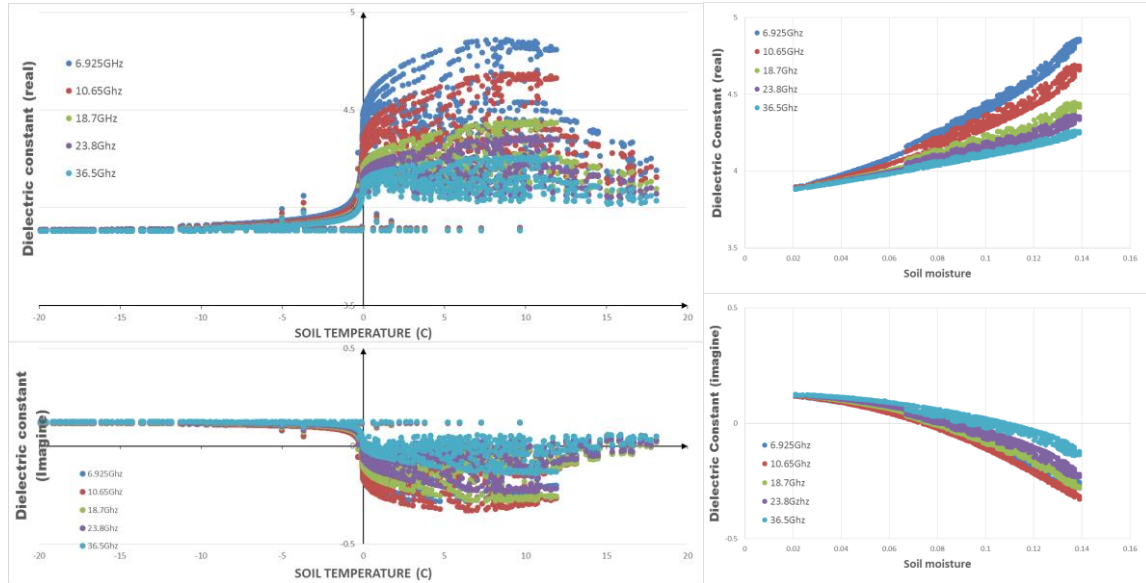 5
6.925GHz
10.65Ghz
18.7GHz
23.8Ghz
36.5Ghz
Dielectric constant (real)
4.5
3.5
-20 -15 -10 -5 0 5 10 15 20
SOIL TEMPERATURE (C)
0.5
Dielectric constant
(Imagine)
6.925Ghz
10.65Ghz
18.7Ghz
23.8Ghz
36.5Ghz
-0.5
-20 -15 -10 -5 0 5 10 15 20
SOIL TEMPERATURE (C)
5
6.925GHz
10.65Ghz
18.7GHz
23.8Ghz
36.5Ghz
Dielectric Constant (real)
4.5
4
3.5
0 0.02 0.04 0.06 0.08 0.1 0.12 0.14 0.16
Soil moisture
0.5
Dielectric Constant (imagine)
0
6.925Ghz
10.65Ghz
18.7Ghz
23.8Gzhz
36.5Ghz
-0.5
0 0.02 0.04 0.06 0.08 0.1 0.12 0.14 0.16
Soil moisture